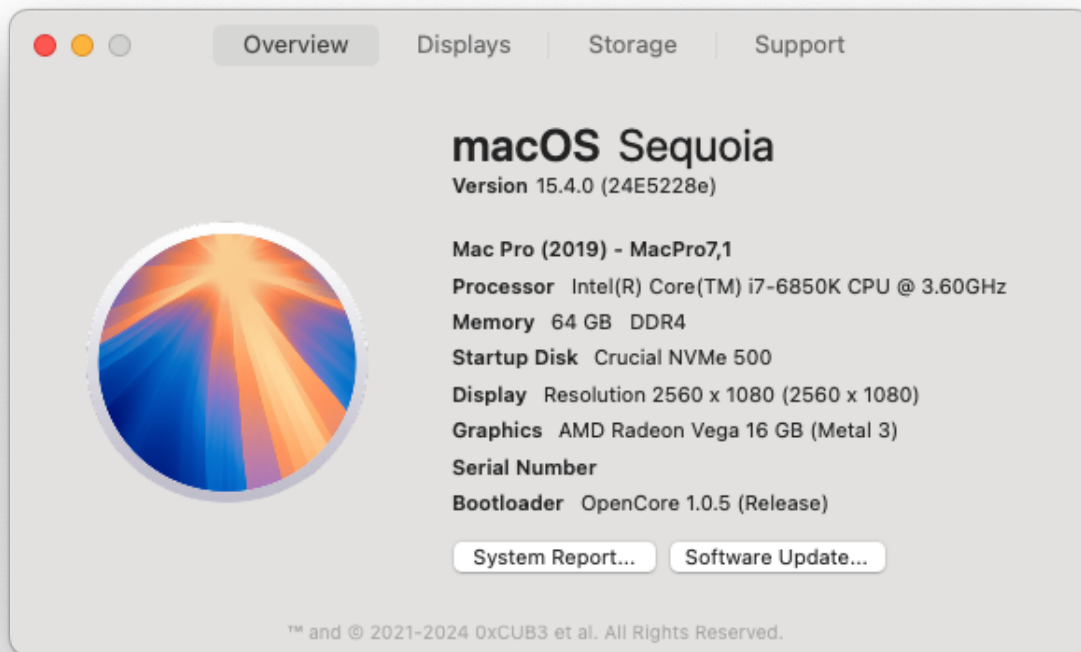 Overview Displays Storage Support
macOS Sequoia
Version 15.4.0 (24E5228e)
Mac Pro (2019) - MacPro7,1
Processor Intel(R) Core(TM) i7-6850K CPU @ 3.60GHz
Memory 64 GB DDR4
Startup Disk Crucial NVMe 500
Display Resolution 2560 x 1080 (2560 x 1080)
Graphics AMD Radeon Vega 16 GB (Metal 3)
Serial Number
Bootloader OpenCore 1.0.5 (Release)
System Report... Software Update...
™ and © 2021-2024 0xCUB3 et al. All Rights Reserved.